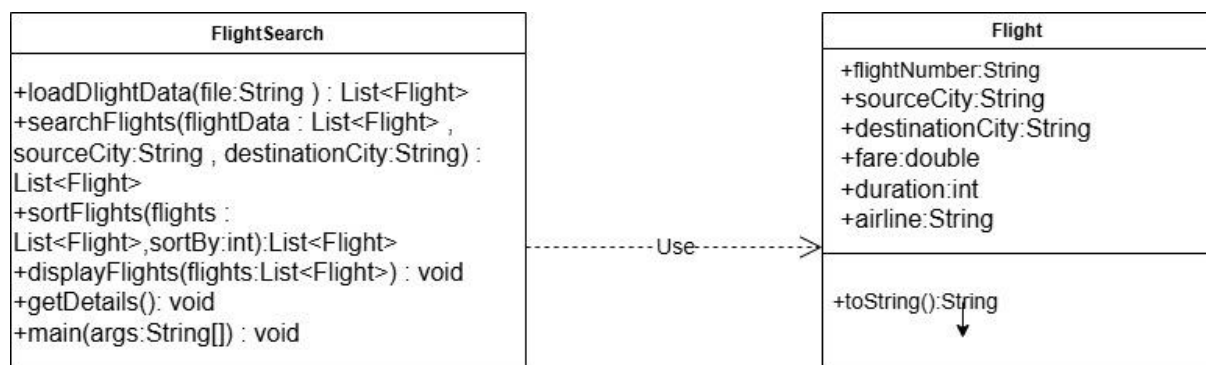 FlightSearch
+loadDlightData(file:String ) : List<Flight>
+searchFlights(flightData : List<Flight> ,
sourceCity:String , destinationCity:String) :
List<Flight>
+sortFlights(flights :
List<Flight>,sortBy:int):List<Flight>
+displayFlights(flights:List<Flight>) : void
+getDetails(): void
+main(args:String[]) : void
Use
Flight
+flightNumber:String
+sourceCity:String
+destinationCity:String
+fare:double
+duration:int
+airline:String
+toString():String